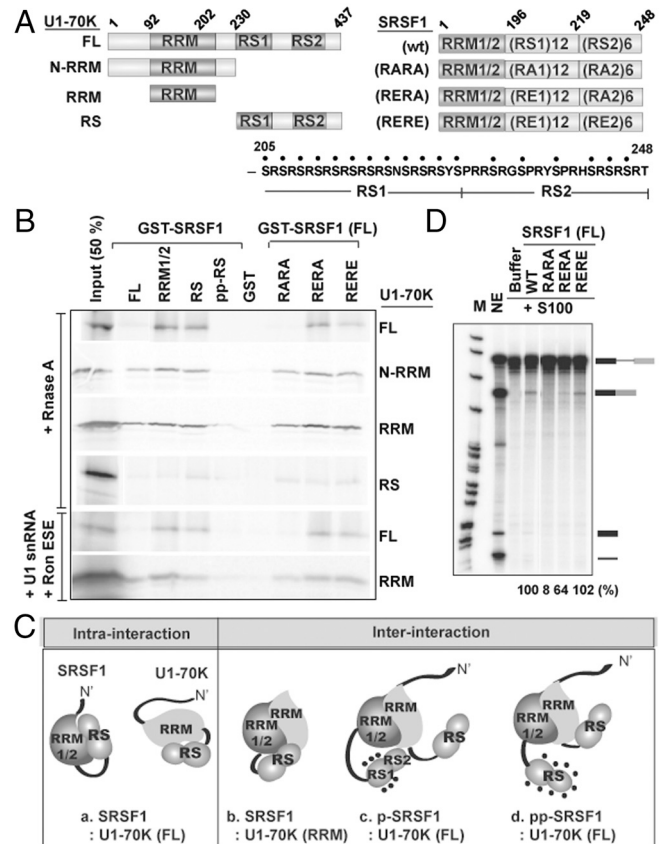 A
U1-70K
1 92 202 230 437
FL RRM RS1 RS2
N-RRM RRM
RRM RRM
RS RS1 RS2
SRSF1
1 196 219 248
(wt) RRM1/2 (RS1)12 (RS2)6
(RARA) RRM1/2 (RA1)12 (RA2)6
(RERA) RRM1/2 (RE1)12 (RA2)6
(RERE) RRM1/2 (RE1)12 (RE2)6
205 248
– SRSRSRSRSRSRSRSRSNSRSRSYSPRRSRGSPRYSPRHSRSRSRT
RS1 RS2
B
GST-SRSF1 GST-SRSF1 (FL)
Input (50 %) FL RRM1/2 RS pp-RS GST RARA RERA RERE
U1-70K
+ Rnase A
FL
N-RRM
RRM
RS
+ U1 snRNA
+ Ron ESE
FL
RRM
D
SRSF1 (FL)
M NE Buffer WT RARA RERA RERE
+ S100
100 8 64 102 (%)
C
Intra-interaction Inter-interaction
SRSF1 U1-70K
N' RRM 1/2 RS
N' RRM RS
RRM RRM 1/2 RS
N' RRM RRM 1/2 RS1 RS2 RS
N' RRM RRM 1/2 RS RS
a. SRSF1
: U1-70K (FL)
b. SRSF1
: U1-70K (RRM)
c. p-SRSF1
: U1-70K (FL)
d. pp-SRSF1
: U1-70K (FL)